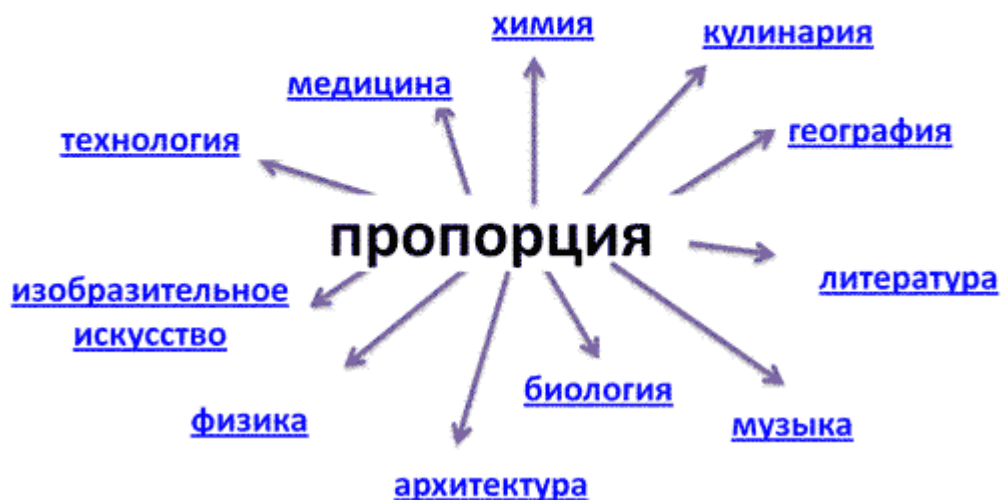 химия
кулинария
медицина
география
технология
пропорция
литература
изобразительное
искусство
биология
физика
музыка
архитектура